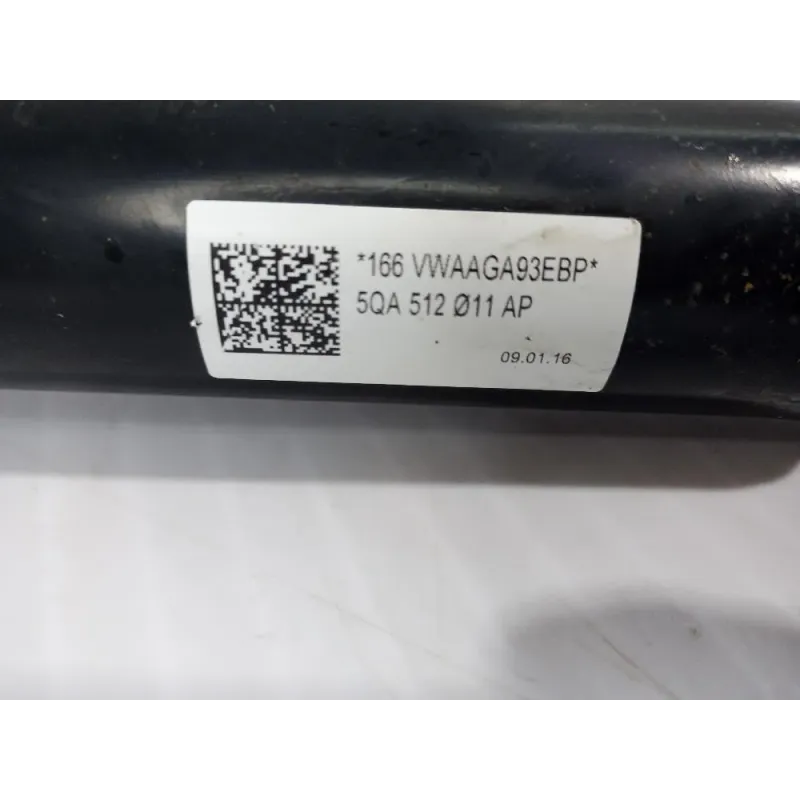 *166 VWAAGA93EBP*
5QA 512 Ø11 AP
09.01.16